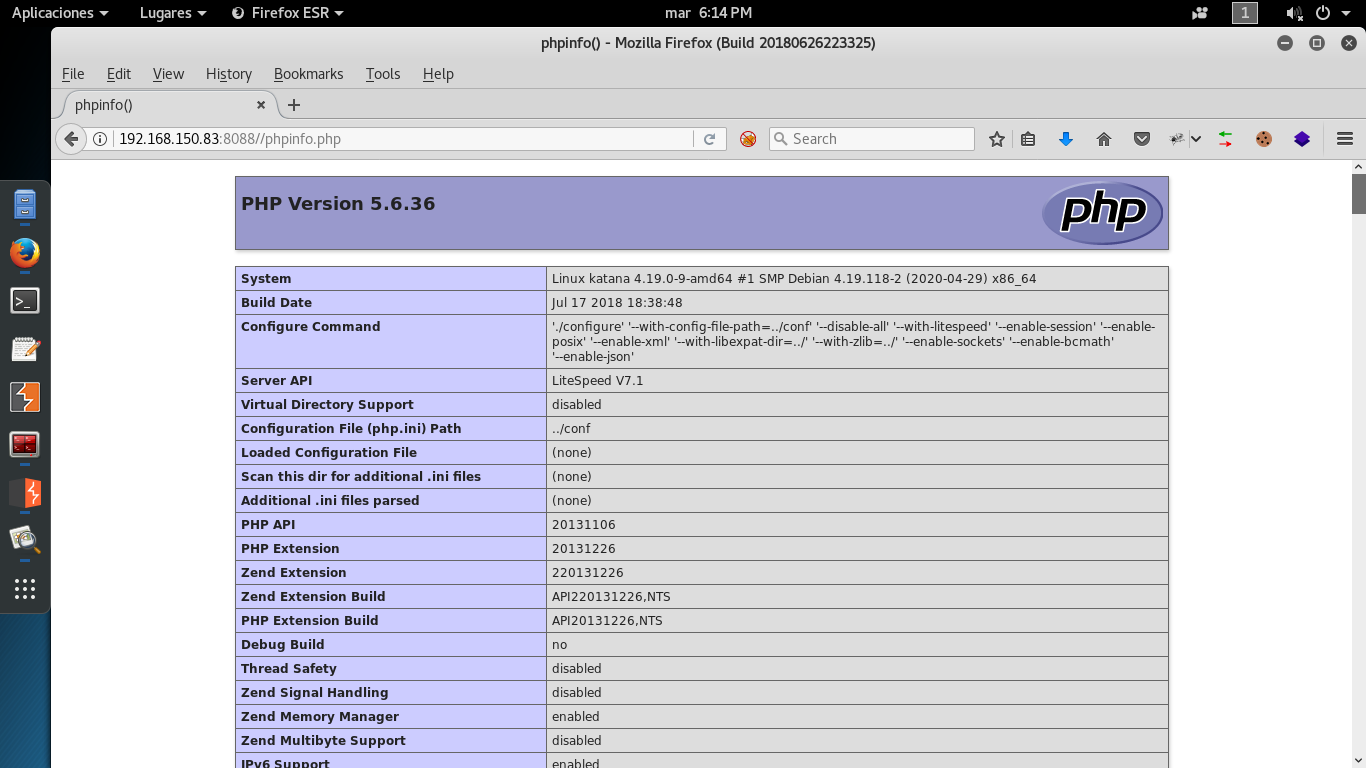 Aplicaciones Lugares Firefox ESR mar 6:14 PM 1
phpinfo() - Mozilla Firefox (Build 20180626223325)
File Edit View History Bookmarks Tools Help
phpinfo()
192.168.150.83:8088//phpinfo.php Search
PHP Version 5.6.36
php
System Linux katana 4.19.0-9-amd64 #1 SMP Debian 4.19.118-2 (2020-04-29) x86_64
Build Date Jul 17 2018 18:38:48
Configure Command './configure' '--with-config-file-path=../conf' '--disable-all' '--with-litespeed' '--enable-session' '--enable-
posix' '--enable-xml' '--with-libexpat-dir=../' '--with-zlib=../' '--enable-sockets' '--enable-bcmath'
'--enable-json'
Server API LiteSpeed V7.1
Virtual Directory Support disabled
Configuration File (php.ini) Path ../conf
Loaded Configuration File (none)
Scan this dir for additional .ini files (none)
Additional .ini files parsed (none)
PHP API 20131106
PHP Extension 20131226
Zend Extension 220131226
Zend Extension Build API220131226,NTS
PHP Extension Build API20131226,NTS
Debug Build no
Thread Safety disabled
Zend Signal Handling disabled
Zend Memory Manager enabled
Zend Multibyte Support disabled
IPv6 Support enabled